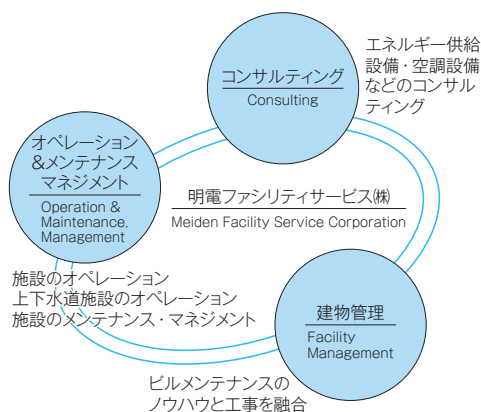 コンサルティング
Consulting
エネルギー供給
設備・空調設備
などのコンサル
ティング
オペレーション
&メンテナンス
マネジメント
Operation &
Maintenance.
Management
明電ファシリティサービス㈱
Meiden Facility Service Corporation
施設のオペレーション
上下水道施設のオペレーション
施設のメンテナンス・マネジメント
建物管理
Facility
Management
ビルメンテナンスの
ノウハウと工事を融合